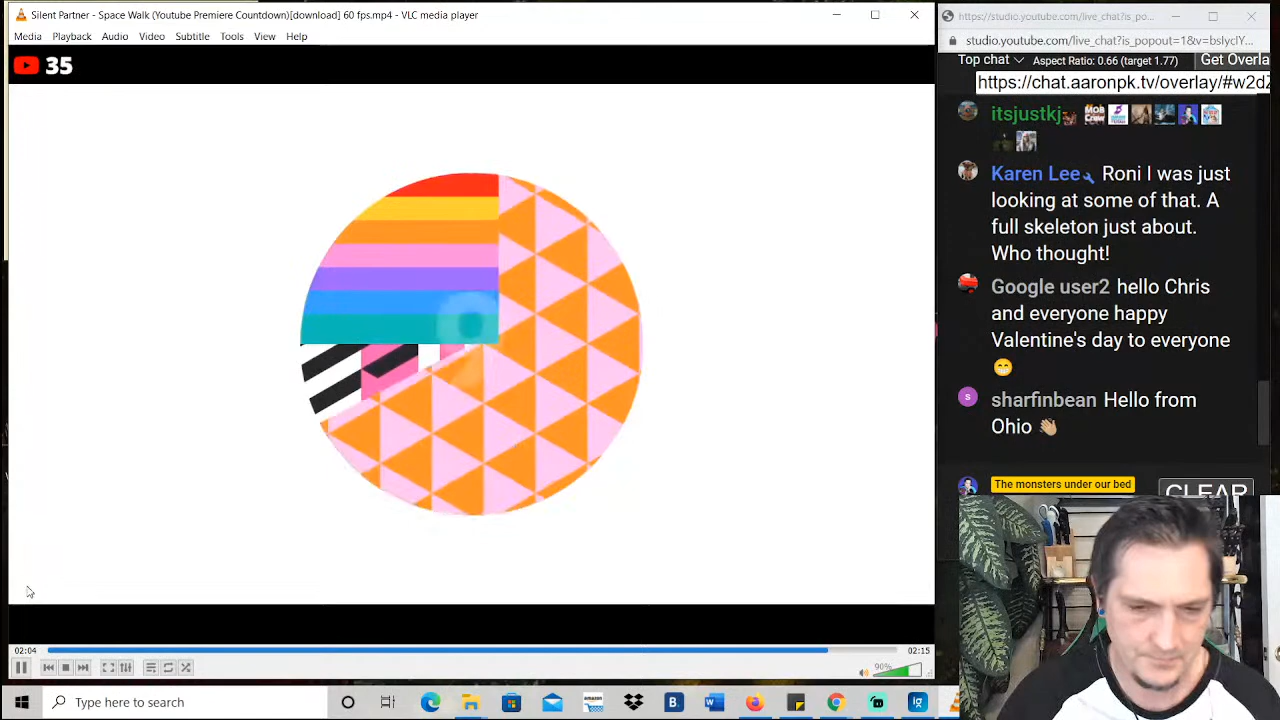 Silent Partner - Space Walk (Youtube Premiere Countdown)[download] 60 fps.mp4 - VLC media player
Media Playback Audio Video Subtitle Tools View Help
35
02:04
02:15
90%
Type here to search
https://studio.youtube.com/live_chat?is_po...
studio.youtube.com/live_chat?is_popout=1&v=bslyclY...
Top chat Aspect Ratio: 0.66 (target 1.77) Get Overla
https://chat.aaronpk.tv/overlay/#w2dZ
itsjustkj
Karen Lee Roni I was just
looking at some of that. A
full skeleton just about.
Who thought!
Google user2 hello Chris
and everyone happy
Valentine's day to everyone
sharfinbean Hello from
Ohio
The monsters under our bed
CLEAR